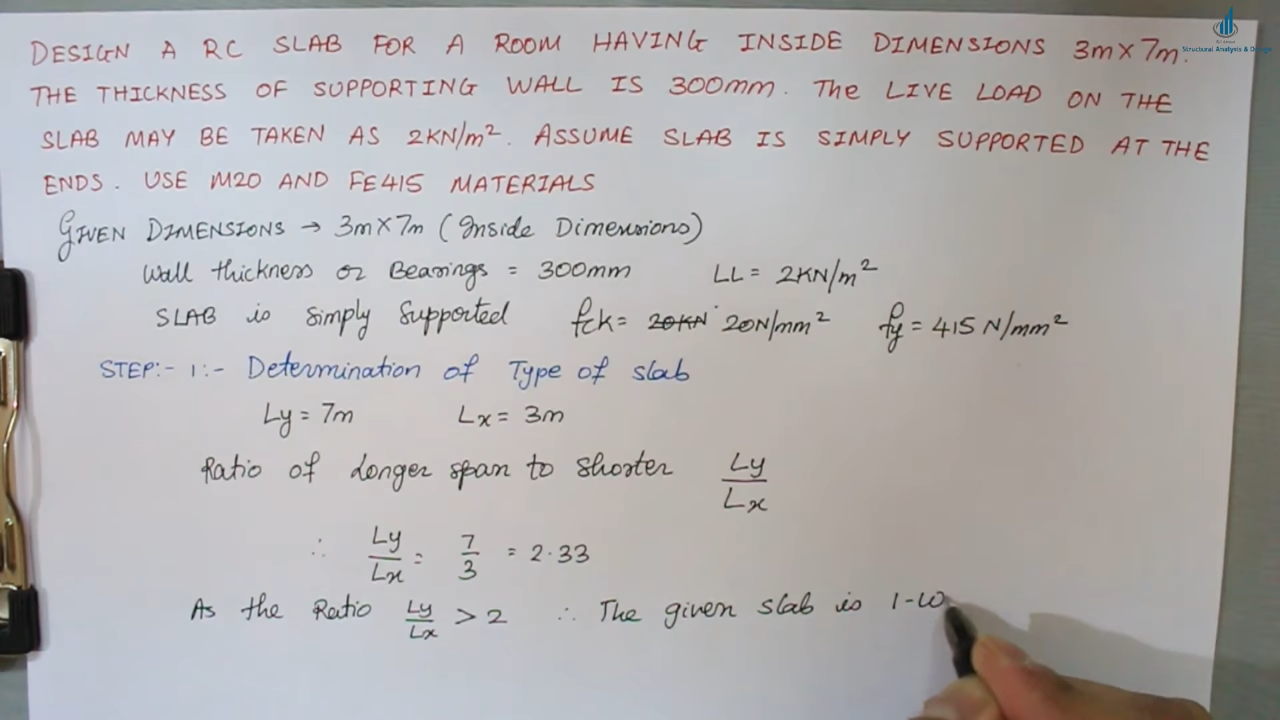 DESIGN A RC SLAB FOR A ROOM HAVING INSIDE DIMENSIONS 3m×7m.
THE THICKNESS OF SUPPORTING WALL IS 300mm. The LIVE LOAD ON THE
SLAB MAY BE TAKEN AS 2KN/m². ASSUME SLAB IS SIMPLY SUPPORTED AT THE
ENDS. USE M20 AND FE415 MATERIALS
GIVEN DIMENSIONS → 3m×7m (Inside Dimensions)
Wall thickness or Bearings = 300mm LL = 2KN/m²
SLAB is Simply Supported fck = 20KN 20N/mm² fy = 415 N/mm²
STEP:- 1:- Determination of Type of slab
Ly = 7m Lx = 3m
Ratio of longer span to shorter Ly/Lx
∴ Ly/Lx = 7/3 = 2.33
As the Ratio Ly/Lx > 2 ∴ The given slab is 1-W
Structural Analysis & Design